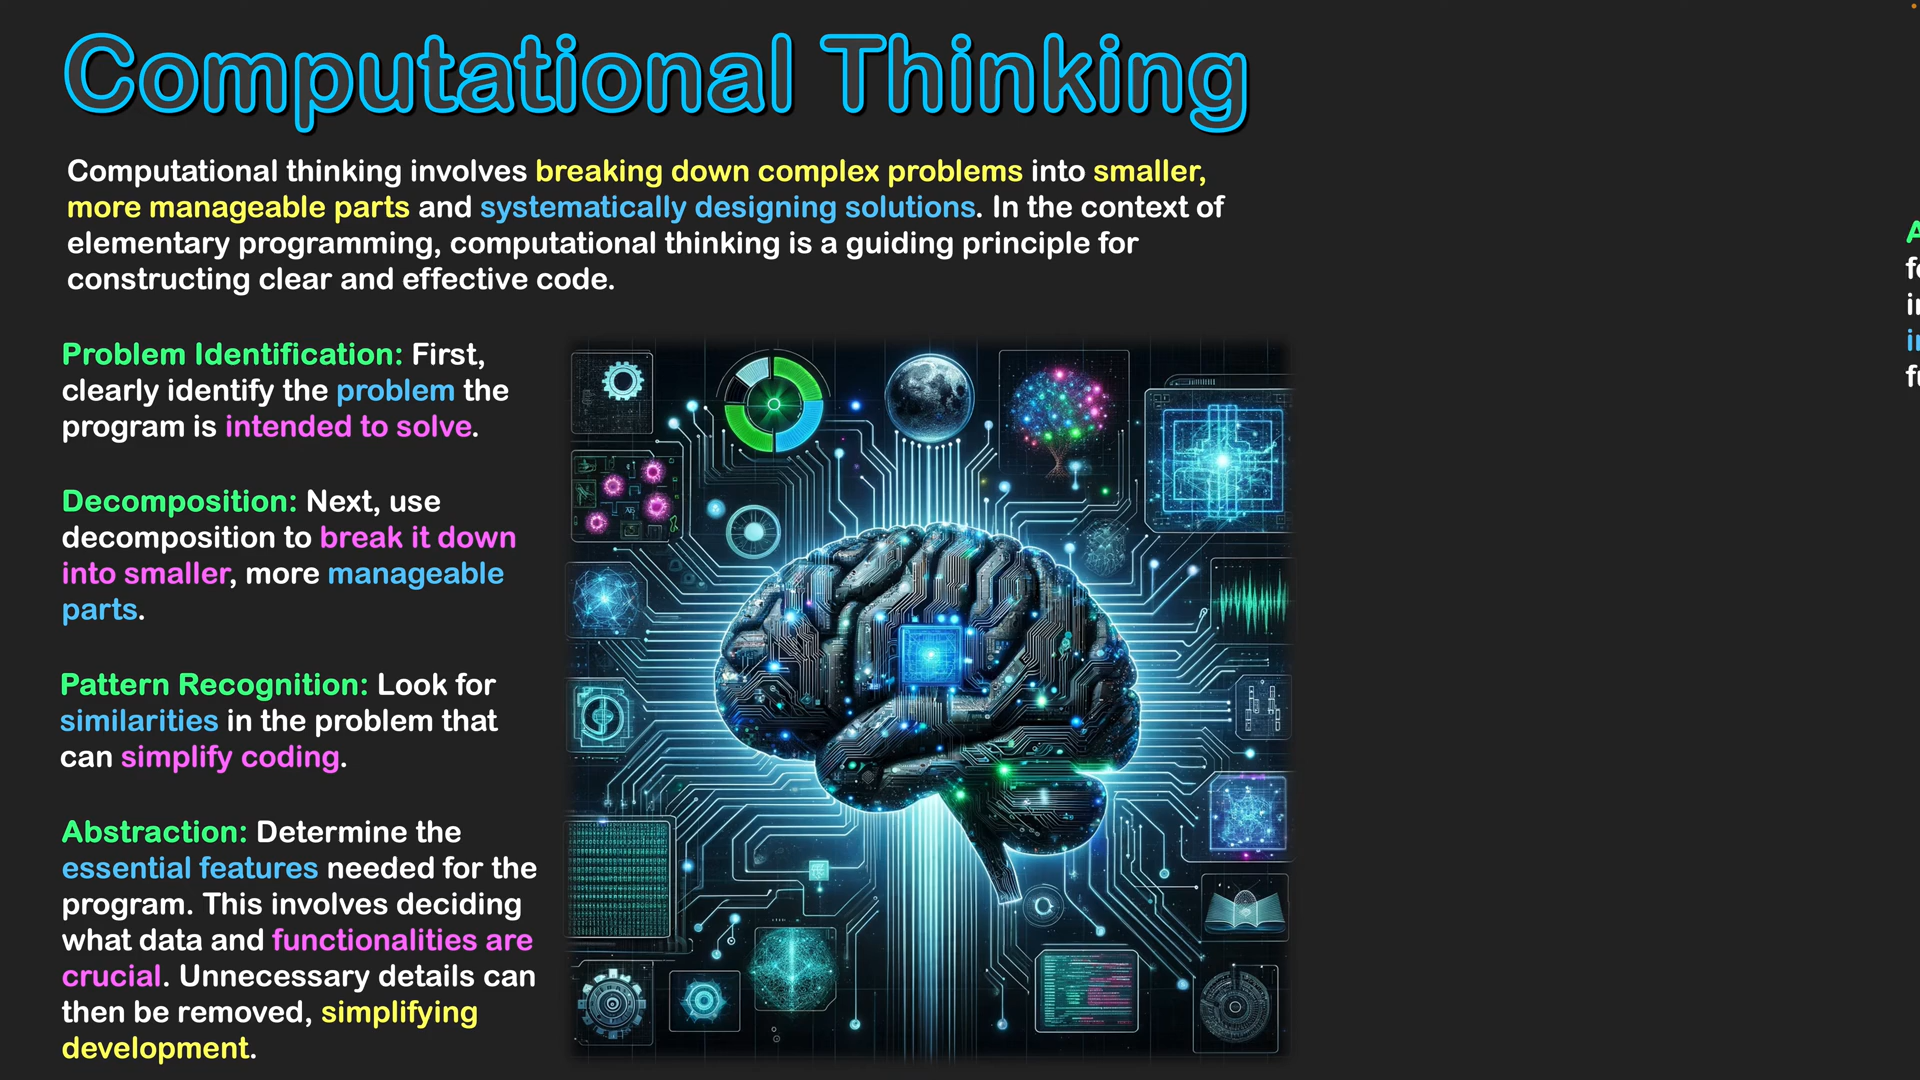 Computational Thinking
Computational thinking involves breaking down complex problems into smaller,
more manageable parts and systematically designing solutions. In the context of
elementary programming, computational thinking is a guiding principle for
constructing clear and effective code.
Problem Identification: First,
clearly identify the problem the
program is intended to solve.
Decomposition: Next, use
decomposition to break it down
into smaller, more manageable
parts.
Pattern Recognition: Look for
similarities in the problem that
can simplify coding.
Abstraction: Determine the
essential features needed for the
program. This involves deciding
what data and functionalities are
crucial. Unnecessary details can
then be removed, simplifying
development.